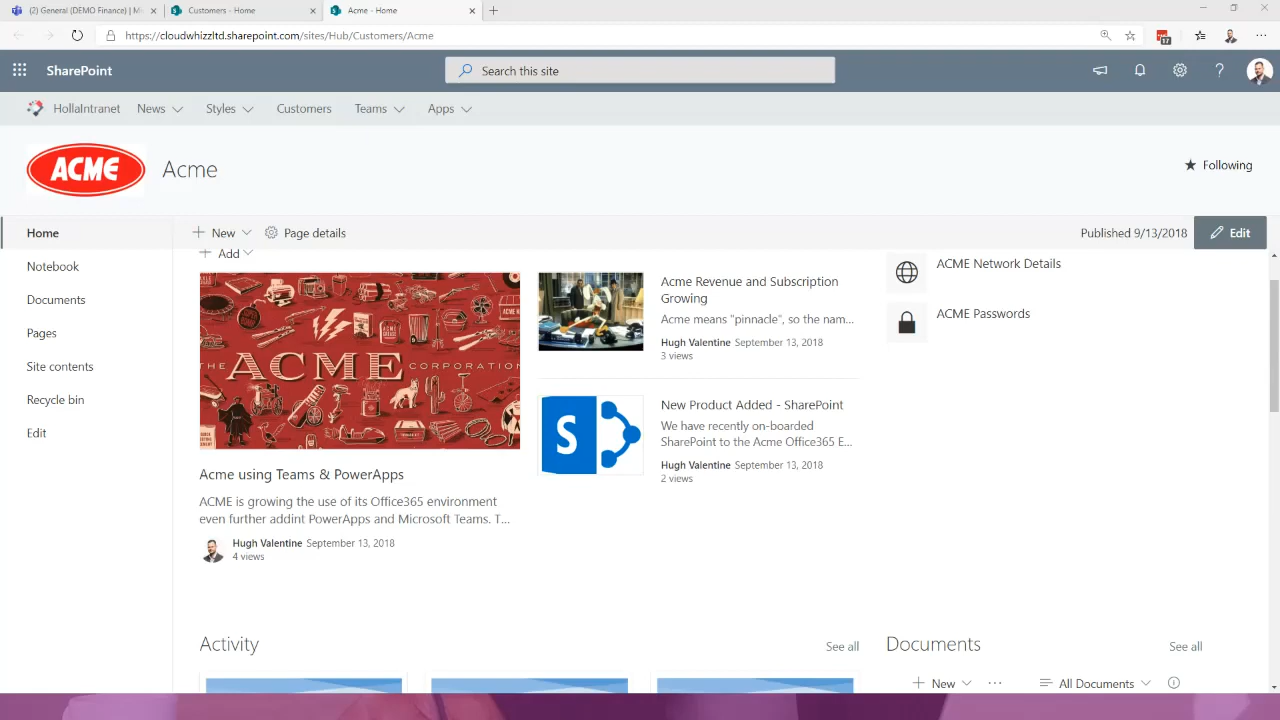 (2) General (DEMO Finance) | Mi
Customers - Home
Acme - Home
https://cloudwhizzltd.sharepoint.com/sites/Hub/Customers/Acme
17
SharePoint
Search this site
HollaIntranet
News
Styles
Customers
Teams
Apps
ACME
Acme
Following
Home
New
Page details
Published 9/13/2018
Edit
Notebook
Documents
Pages
Site contents
Recycle bin
Edit
Add
THE ACME CORPORATION
Acme using Teams & PowerApps
ACME is growing the use of its Office365 environment
even further addint PowerApps and Microsoft Teams. T...
Hugh Valentine September 13, 2018
4 views
Acme Revenue and Subscription
Growing
Acme means "pinnacle", so the nam...
Hugh Valentine September 13, 2018
3 views
S
New Product Added - SharePoint
We have recently on-boarded
SharePoint to the Acme Office365 E...
Hugh Valentine September 13, 2018
2 views
ACME Network Details
ACME Passwords
Activity
See all
Documents
See all
New
All Documents